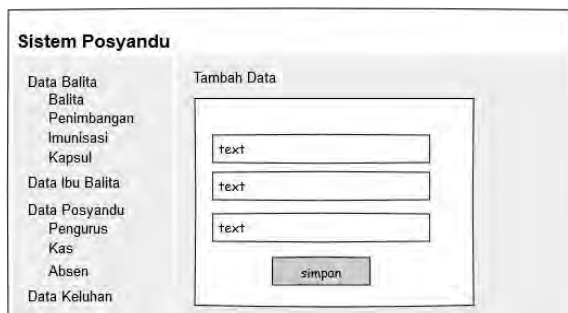 Sistem Posyandu
Data Balita
Balita
Penimbangan
Imunisasi
Kapsul
Data Ibu Balita
Data Posyandu
Pengurus
Kas
Absen
Data Keluhan
Tambah Data
text
text
text
simpan